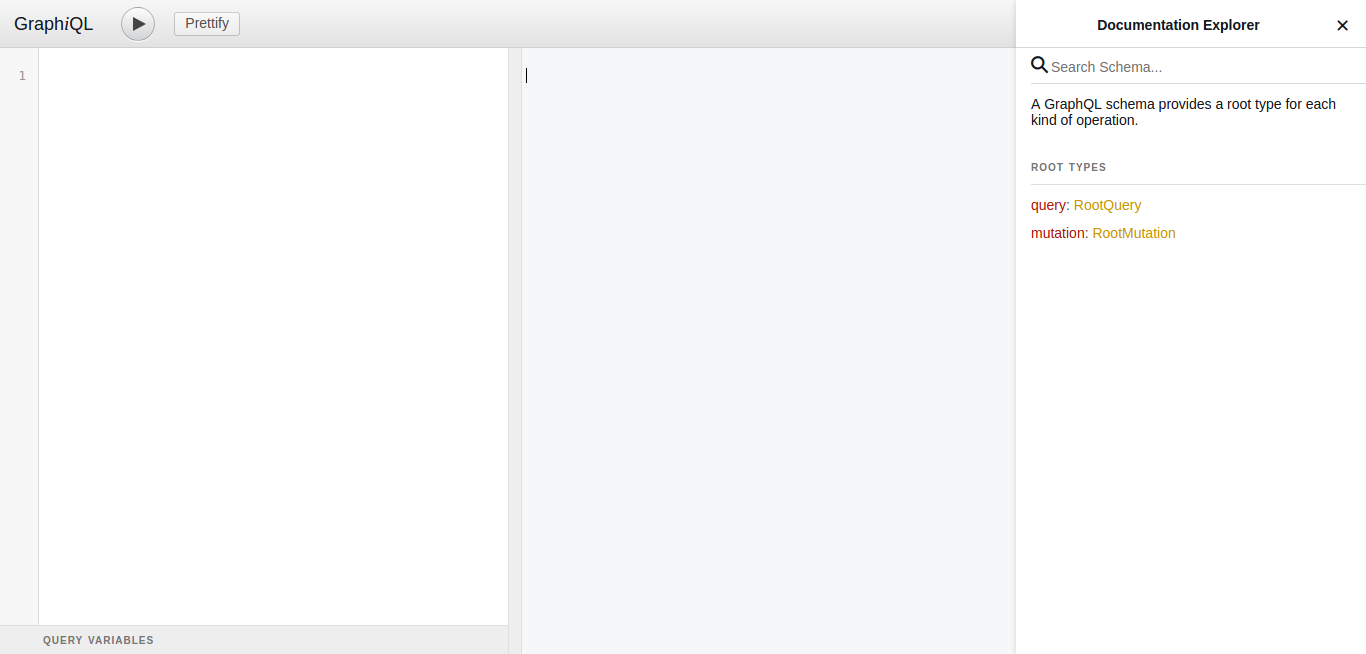 GraphiQL
Prettify
Documentation Explorer
✕
1
Search Schema...
A GraphQL schema provides a root type for each
kind of operation.
ROOT TYPES
query: RootQuery
mutation: RootMutation
QUERY VARIABLES